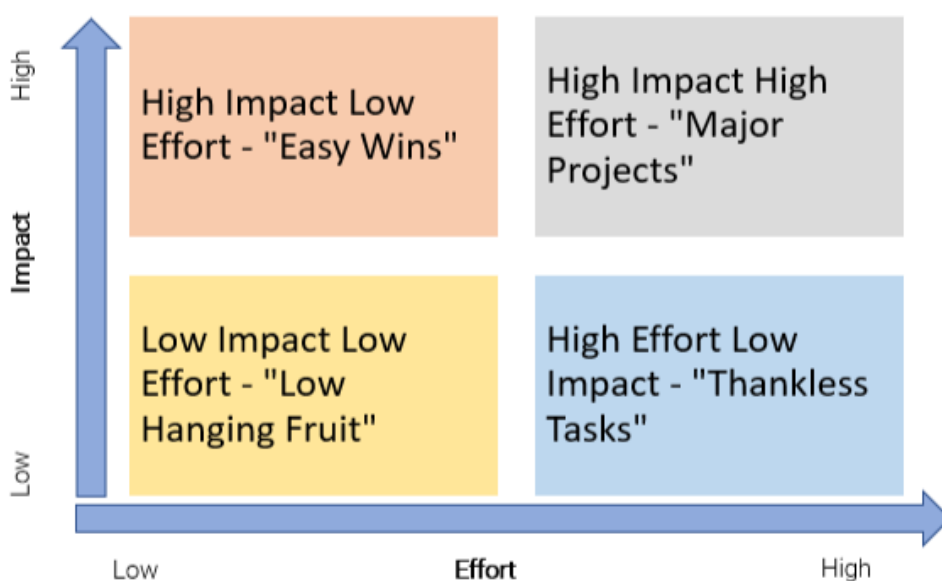 High
High Impact Low
Effort - "Easy Wins"
High Impact High
Effort - "Major
Projects"
Impact
Low Impact Low
Effort - "Low
Hanging Fruit"
High Effort Low
Impact - "Thankless
Tasks"
Low
Low
Effort
High